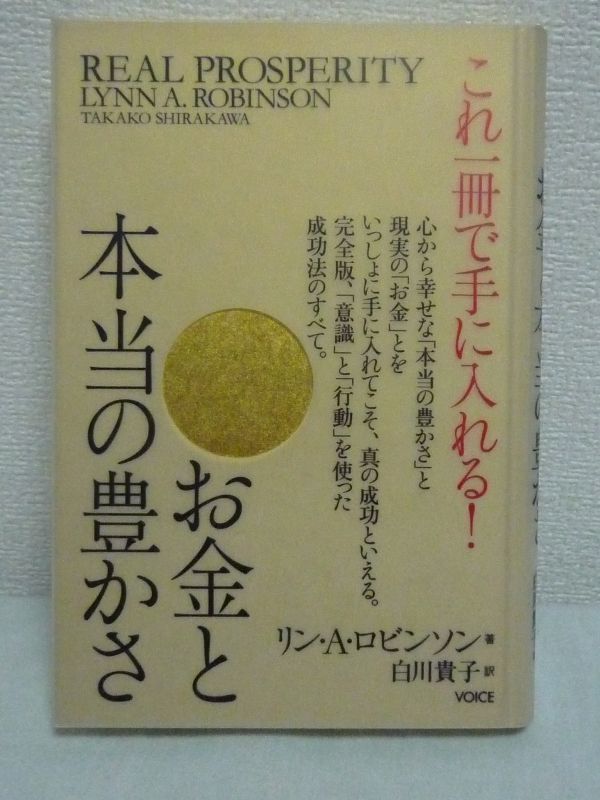 REAL PROSPERITY
LYNN A. ROBINSON
TAKAKO SHIRAKAWA
これ一冊で手に入れる!
心から幸せな「本当の豊かさ」と
現実の「お金」とを
いっしょに手に入れてこそ、真の成功といえる。
完全版、「意識」と「行動」を使った
成功法のすべて。
お金と
本当の豊かさ
リン・A・ロビンソン 著
白川貴子 訳
VOICE